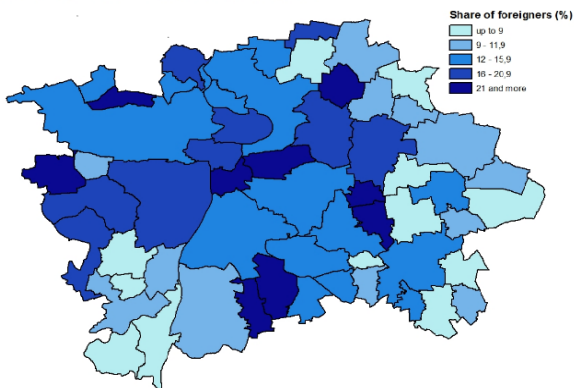 Share of foreigners (%)
up to 9
9 - 11,9
12 - 15,9
16 - 20,9
21 and more